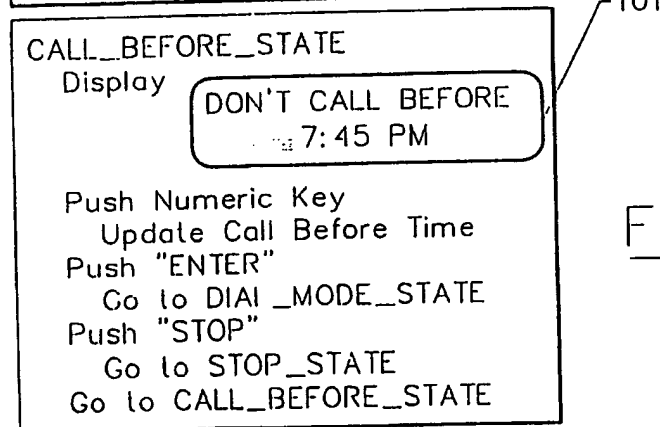 CALL_BEFORE_STATE
Display
DON'T CALL BEFORE
7:45 PM
Push Numeric Key
Update Call Before Time
Push "ENTER"
Go to DIAL_MODE_STATE
Push "STOP"
Go to STOP_STATE
Go to CALL_BEFORE_STATE
F